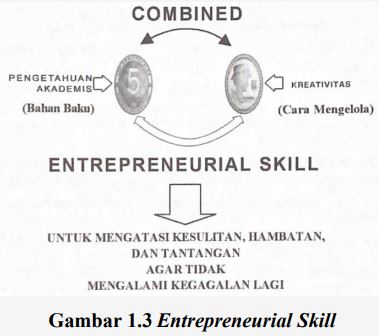 COMBINED
PENGETAHUAN
AKADEMIS
(Bahan Baku)
5
KREATIVITAS
(Cara Mengelola)
ENTREPRENEURIAL SKILL
UNTUK MENGATASI KESULITAN, HAMBATAN,
DAN TANTANGAN
AGAR TIDAK
MENGALAMI KEGAGALAN LAGI
Gambar 1.3 Entrepreneurial Skill